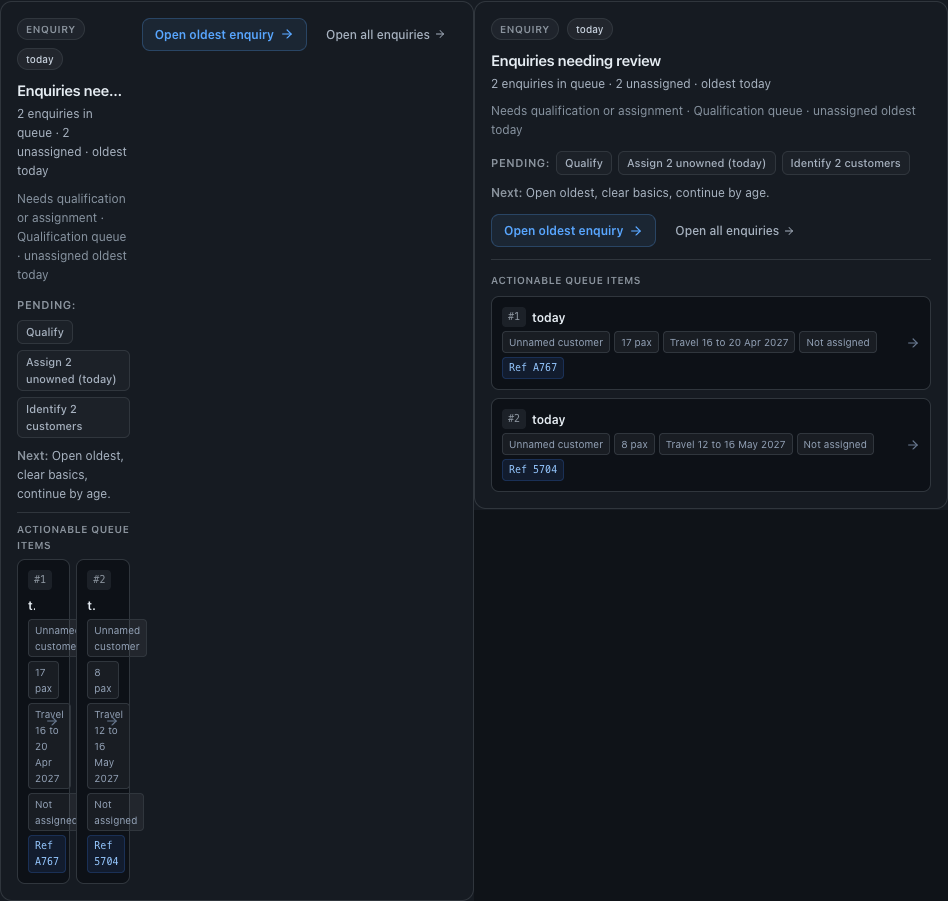 ENQUIRY
today
Enquiries nee...
2 enquiries in
queue · 2
unassigned · oldest
today
Needs qualification
or assignment ·
Qualification queue
· unassigned oldest
today
PENDING:
Qualify
Assign 2
unowned (today)
Identify 2
customers
Next: Open oldest,
clear basics,
continue by age.
ACTIONABLE QUEUE
ITEMS
#1
t.
Unnamed
custome
17
pax
Travel
16 to
20
Apr
2027
Not
assigned
Ref
A767
#2
t.
Unnamed
customer
8
pax
Travel
12 to
16
May
2027
Not
assigned
Ref
5704
Open oldest enquiry →
Open all enquiries →
ENQUIRY today
Enquiries needing review
2 enquiries in queue · 2 unassigned · oldest today
Needs qualification or assignment · Qualification queue · unassigned oldest
today
PENDING: Qualify Assign 2 unowned (today) Identify 2 customers
Next: Open oldest, clear basics, continue by age.
Open oldest enquiry → Open all enquiries →
ACTIONABLE QUEUE ITEMS
#1 today
Unnamed customer 17 pax Travel 16 to 20 Apr 2027 Not assigned →
Ref A767
#2 today
Unnamed customer 8 pax Travel 12 to 16 May 2027 Not assigned →
Ref 5704